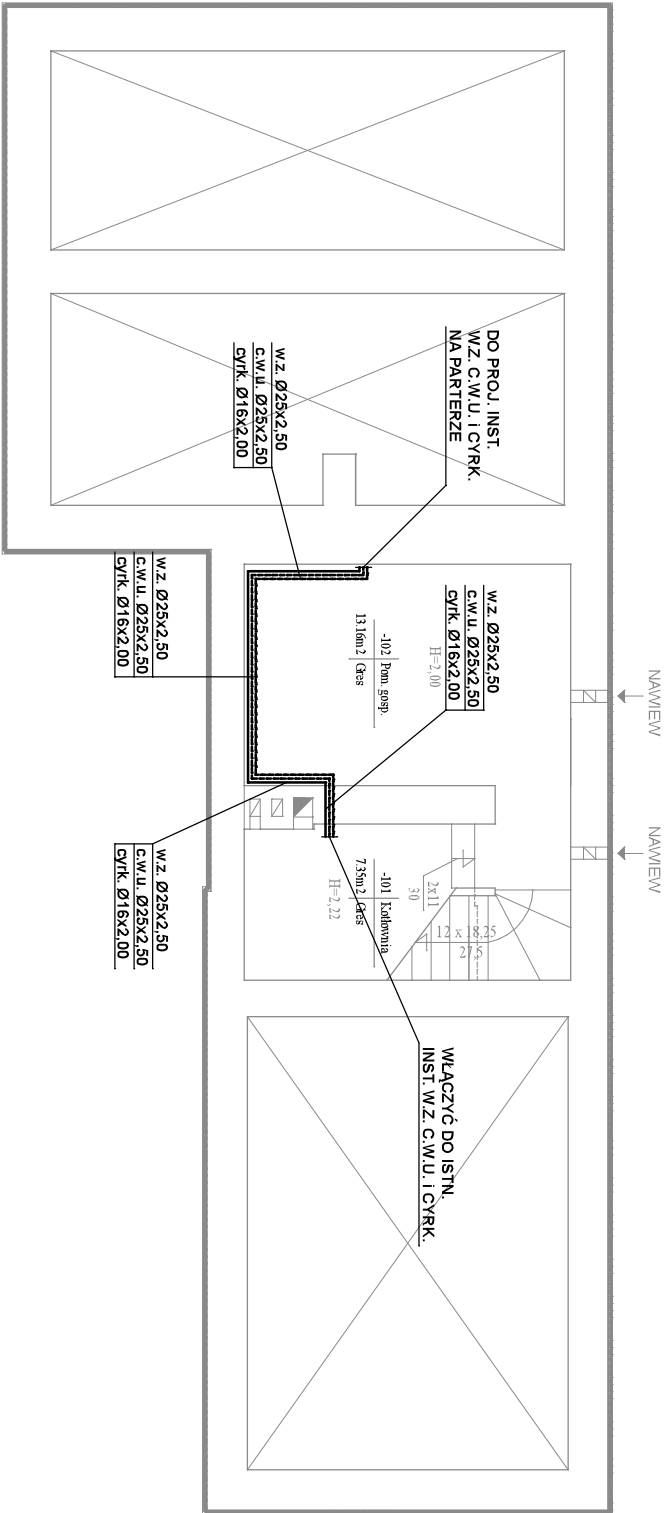 NAWIEW
NAWIEW
DO PROJ. INST.
W.Z. C.W.U. i CYRK.
NA PARTERZE
w.z. Ø25x2,50
c.w.u. Ø25x2,50
cyrk. Ø16x2,00
w.z. Ø25x2,50
c.w.u. Ø25x2,50
cyrk. Ø16x2,00
H=2,00
-102 Pom. gosp.
13.16m2 Gres
w.z. Ø25x2,50
c.w.u. Ø25x2,50
cyrk. Ø16x2,00
2x11
30
12 x 18,25
27,5
-101 Kotłownia
7.35m2 Gres
H=2,22
w.z. Ø25x2,50
c.w.u. Ø25x2,50
cyrk. Ø16x2,00
WŁĄCZYĆ DO ISTN.
INST. W.Z. C.W.U. i CYRK.